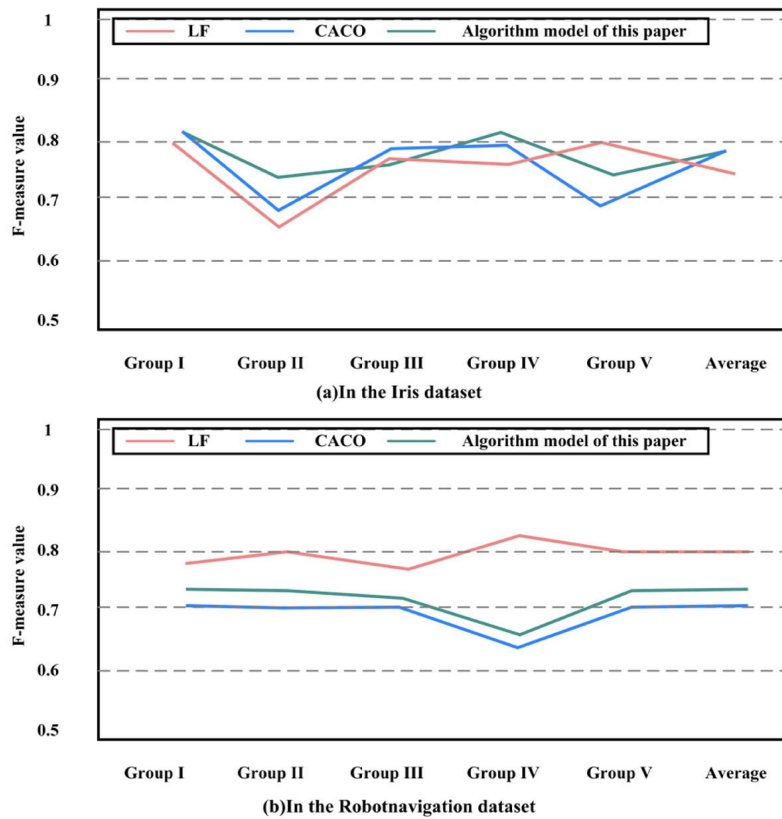 1
LF CACO Algorithm model of this paper
0.9
0.8
F-measure value
0.7
0.6
0.5
Group I Group II Group III Group IV Group V Average
(a)In the Iris dataset
1
LF CACO Algorithm model of this paper
0.9
0.8
F-measure value
0.7
0.6
0.5
Group I Group II Group III Group IV Group V Average
(b)In the Robotnavigation dataset